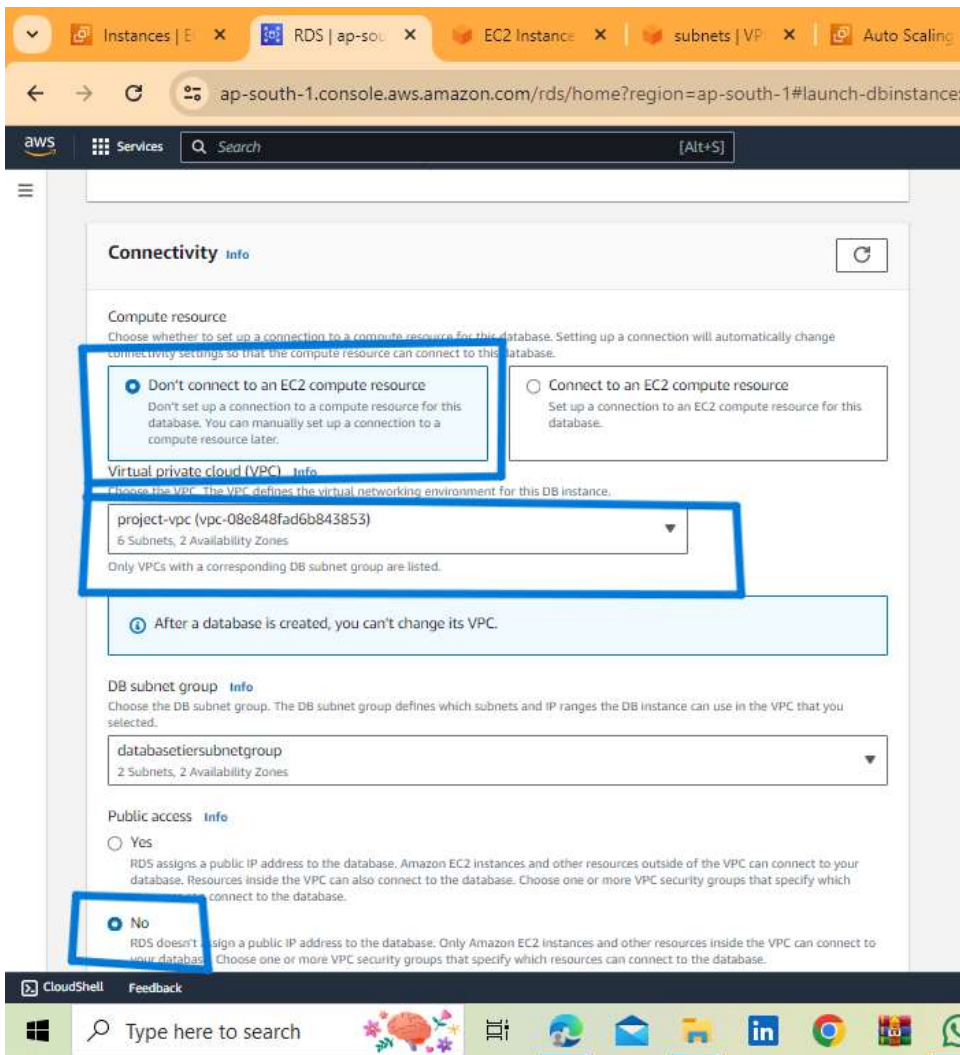 Instances | E
RDS | ap-sou
EC2 Instance
subnets | VP
Auto Scaling
ap-south-1.console.aws.amazon.com/rds/home?region=ap-south-1#launch-dbinstance:
aws
Services
Search
[Alt+S]
Connectivity Info
Compute resource
Choose whether to set up a connection to a compute resource for this database. Setting up a connection will automatically change
connectivity settings so that the compute resource can connect to this database.
Don't connect to an EC2 compute resource
Don't set up a connection to a compute resource for this
database. You can manually set up a connection to a
compute resource later.
Connect to an EC2 compute resource
Set up a connection to an EC2 compute resource for this
database.
Virtual private cloud (VPC) Info
Choose the VPC. The VPC defines the virtual networking environment for this DB instance.
project-vpc (vpc-08e848fad6b843853)
6 Subnets, 2 Availability Zones
Only VPCs with a corresponding DB subnet group are listed.
After a database is created, you can't change its VPC.
DB subnet group Info
Choose the DB subnet group. The DB subnet group defines which subnets and IP ranges the DB instance can use in the VPC that you
selected.
databasetiersubnetgroup
2 Subnets, 2 Availability Zones
Public access Info
Yes
RDS assigns a public IP address to the database. Amazon EC2 instances and other resources outside of the VPC can connect to your
database. Resources inside the VPC can also connect to the database. Choose one or more VPC security groups that specify which
connect to the database.
No
RDS doesn't assign a public IP address to the database. Only Amazon EC2 instances and other resources inside the VPC can connect to
your database. Choose one or more VPC security groups that specify which resources can connect to the database.
CloudShell
Feedback
Type here to search
in